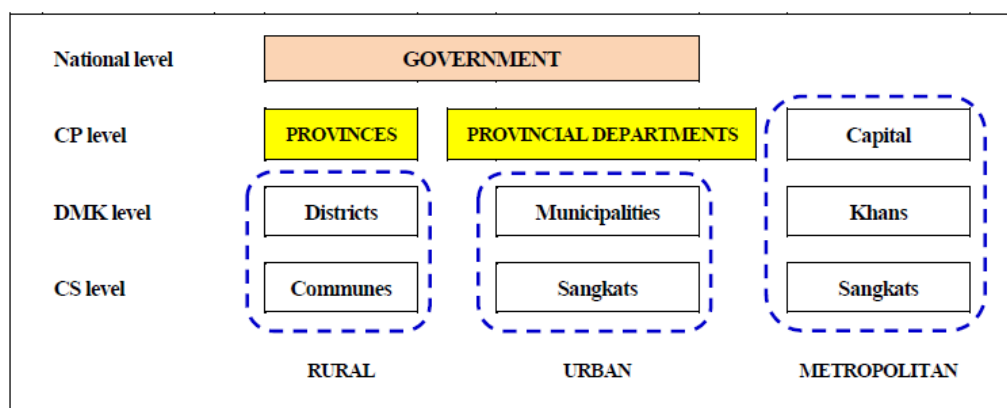 National level GOVERNMENT
CP level PROVINCES PROVINCIAL DEPARTMENTS Capital
DMK level Districts Municipalities Khans
CS level Communes Sangkats Sangkats
RURAL URBAN METROPOLITAN